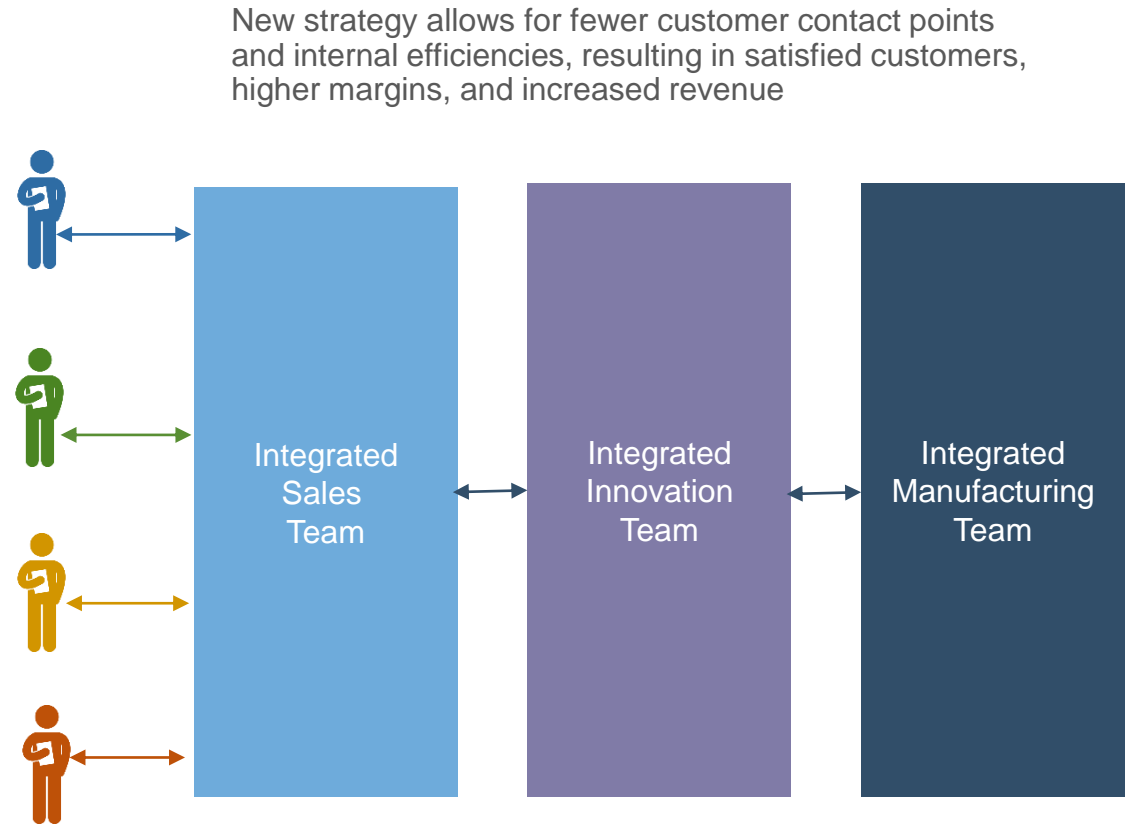 New strategy allows for fewer customer contact points
and internal efficiencies, resulting in satisfied customers,
higher margins, and increased revenue
Integrated
Sales
Team
Integrated
Innovation
Team
Integrated
Manufacturing
Team